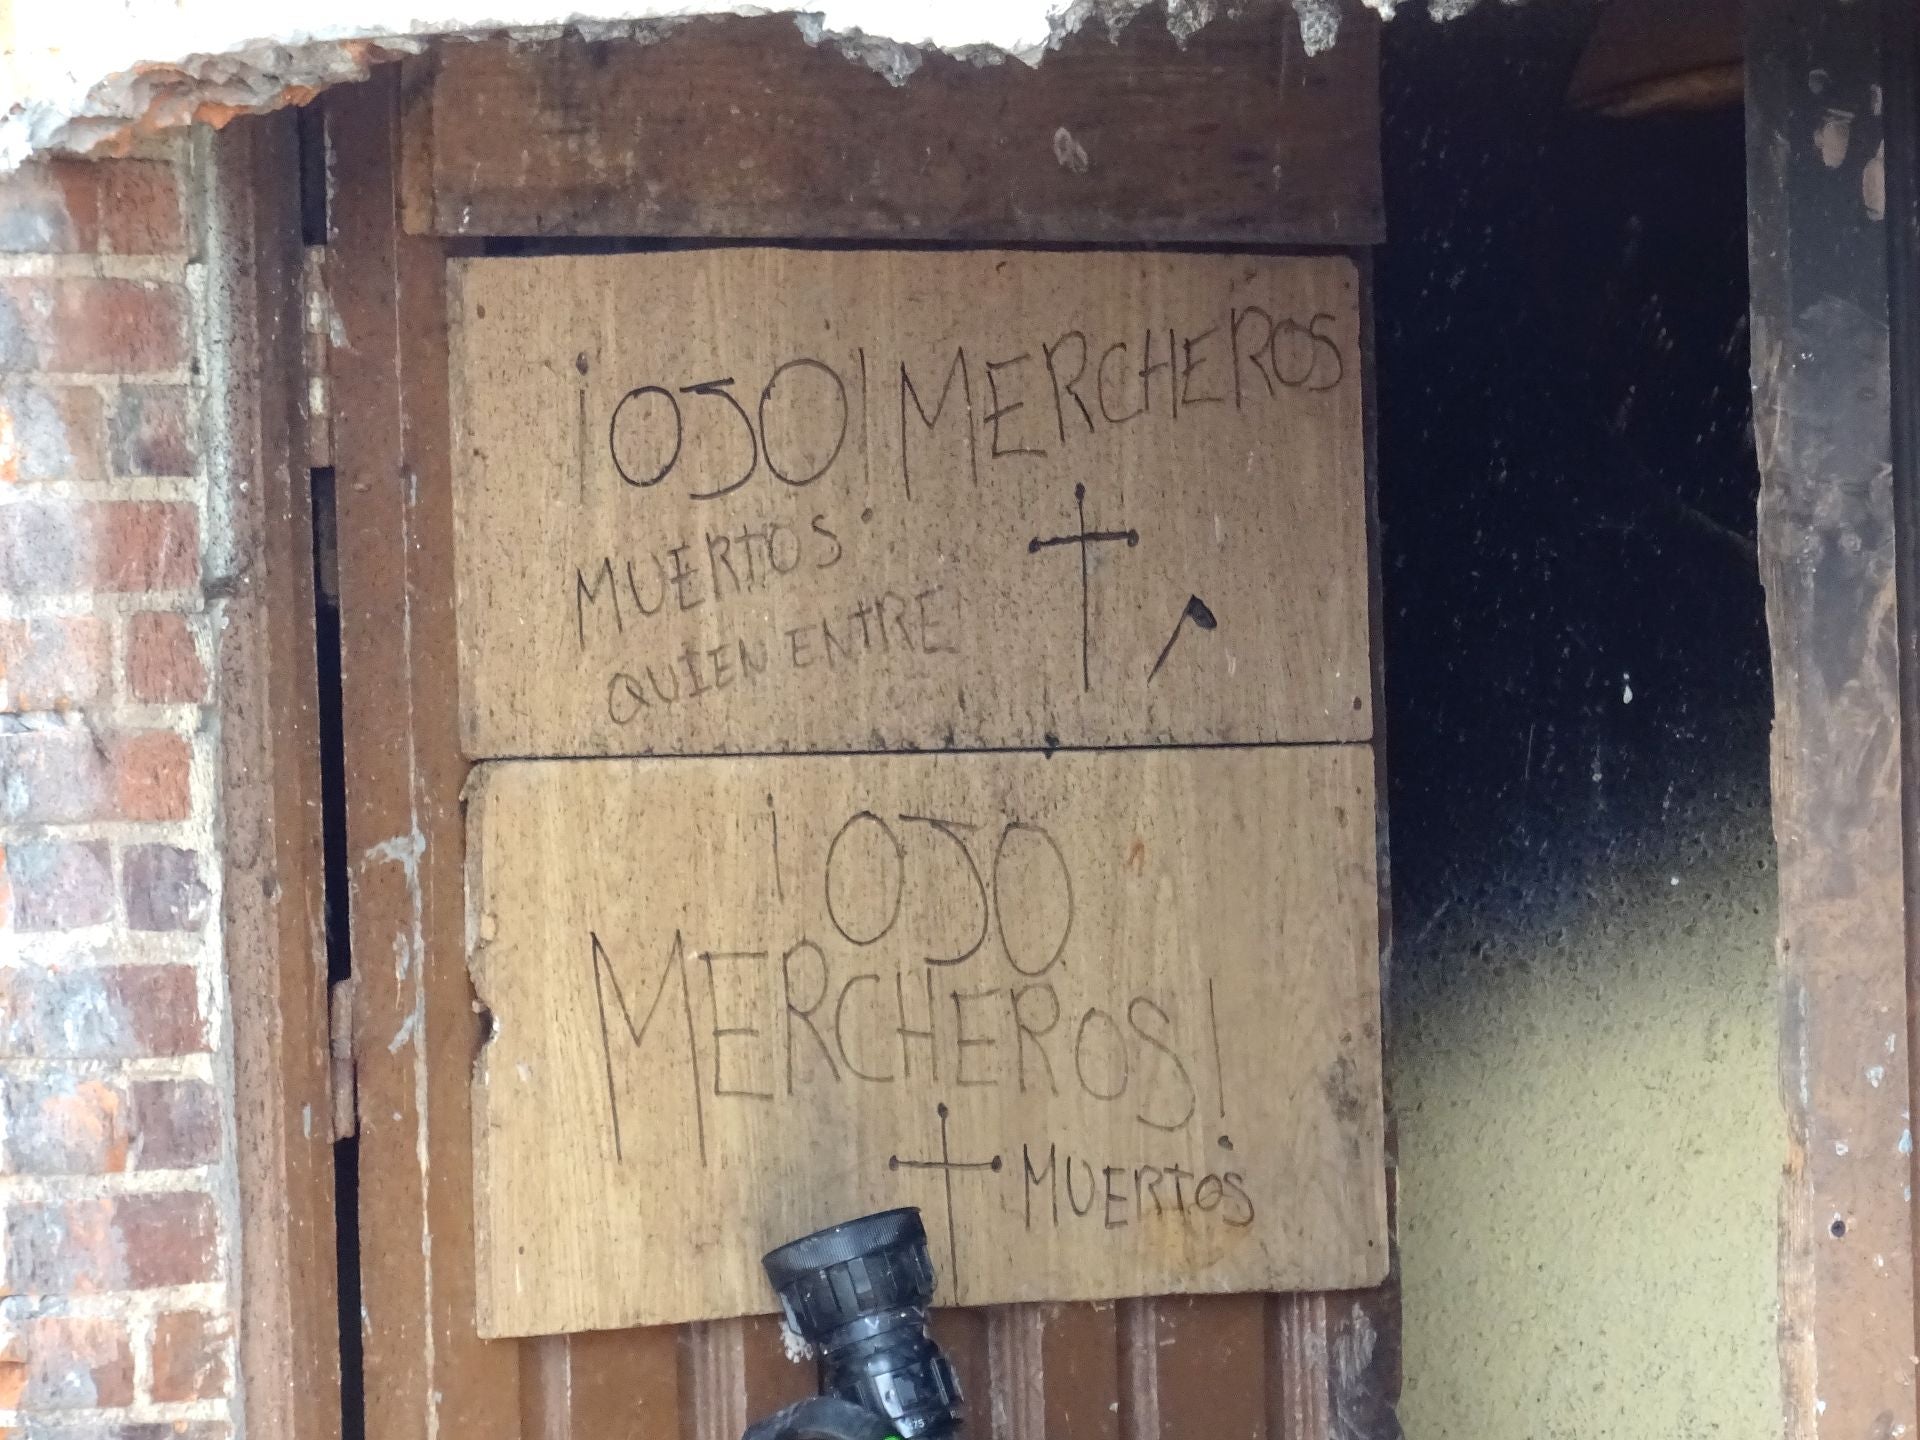 ¡OJO! MERCHEROS
MUERTOS
QUIEN ENTRE
¡OJO
MERCHEROS!
MUERTOS